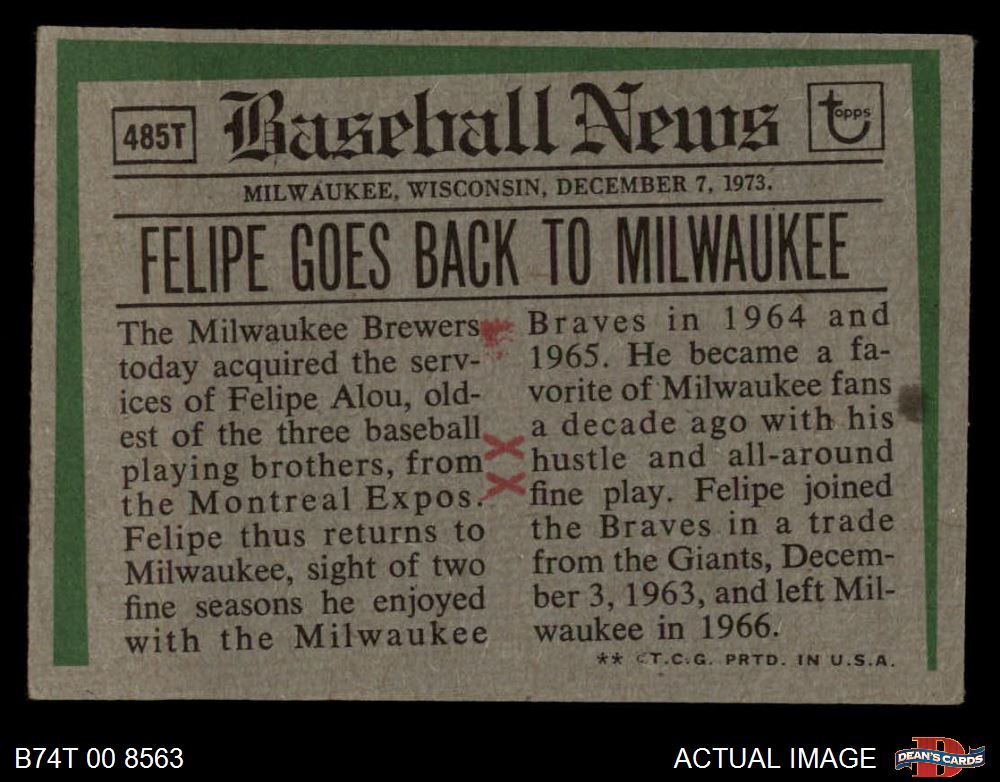 485T
Baseball News
topps
MILWAUKEE, WISCONSIN, DECEMBER 7, 1973.
FELIPE GOES BACK TO MILWAUKEE
The Milwaukee Brewers
today acquired the serv-
ices of Felipe Alou, old-
est of the three baseball
playing brothers, from
the Montreal Expos.
Felipe thus returns to
Milwaukee, sight of two
fine seasons he enjoyed
with the Milwaukee
Braves in 1964 and
1965. He became a fa-
vorite of Milwaukee fans
a decade ago with his
hustle and all-around
fine play. Felipe joined
the Braves in a trade
from the Giants, Decem-
ber 3, 1963, and left Mil-
waukee in 1966.
** © T.C.G. PRTD. IN U.S.A.
B74T 00 8563
ACTUAL IMAGE
D
DEAN'S CARDS